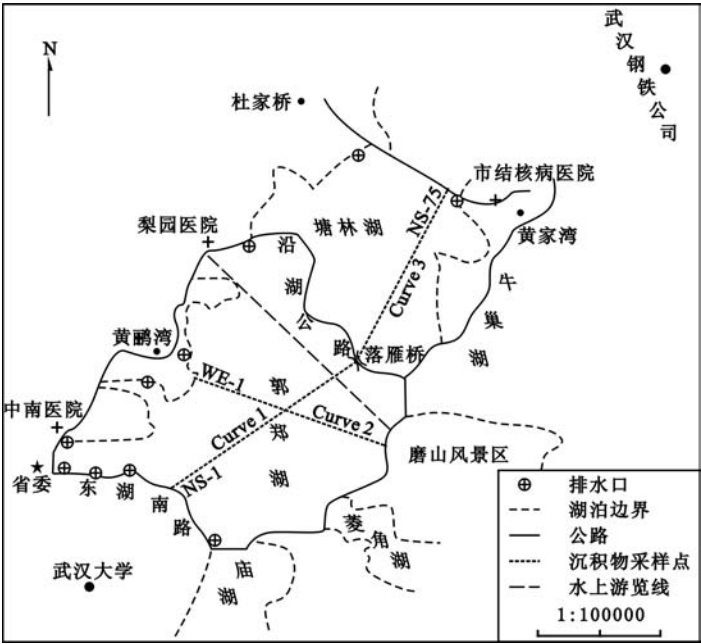 N
武汉钢铁公司
杜家桥
市结核病医院
梨园医院
沿湖公路
塘林湖
NS-75
黄家湾
Curve 3
牛巢湖
黄鹂湾
落雁桥
WE-1
郭郑湖
中南医院
Curve 1
Curve 2
磨山风景区
NS-1
省委
东湖南路
菱角湖
庙湖
武汉大学
排水口
湖泊边界
公路
沉积物采样点
水上游览线
1:100000